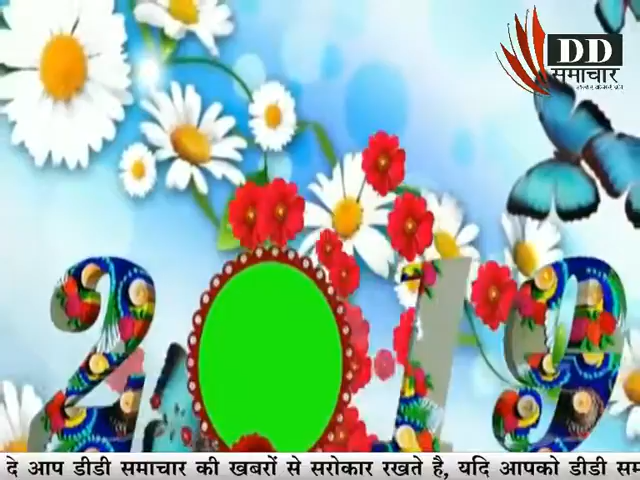 DD
समाचार
2019
दे आप डीडी समाचार की खबरों से सरोकार रखते है, यदि आपको डीडी सम